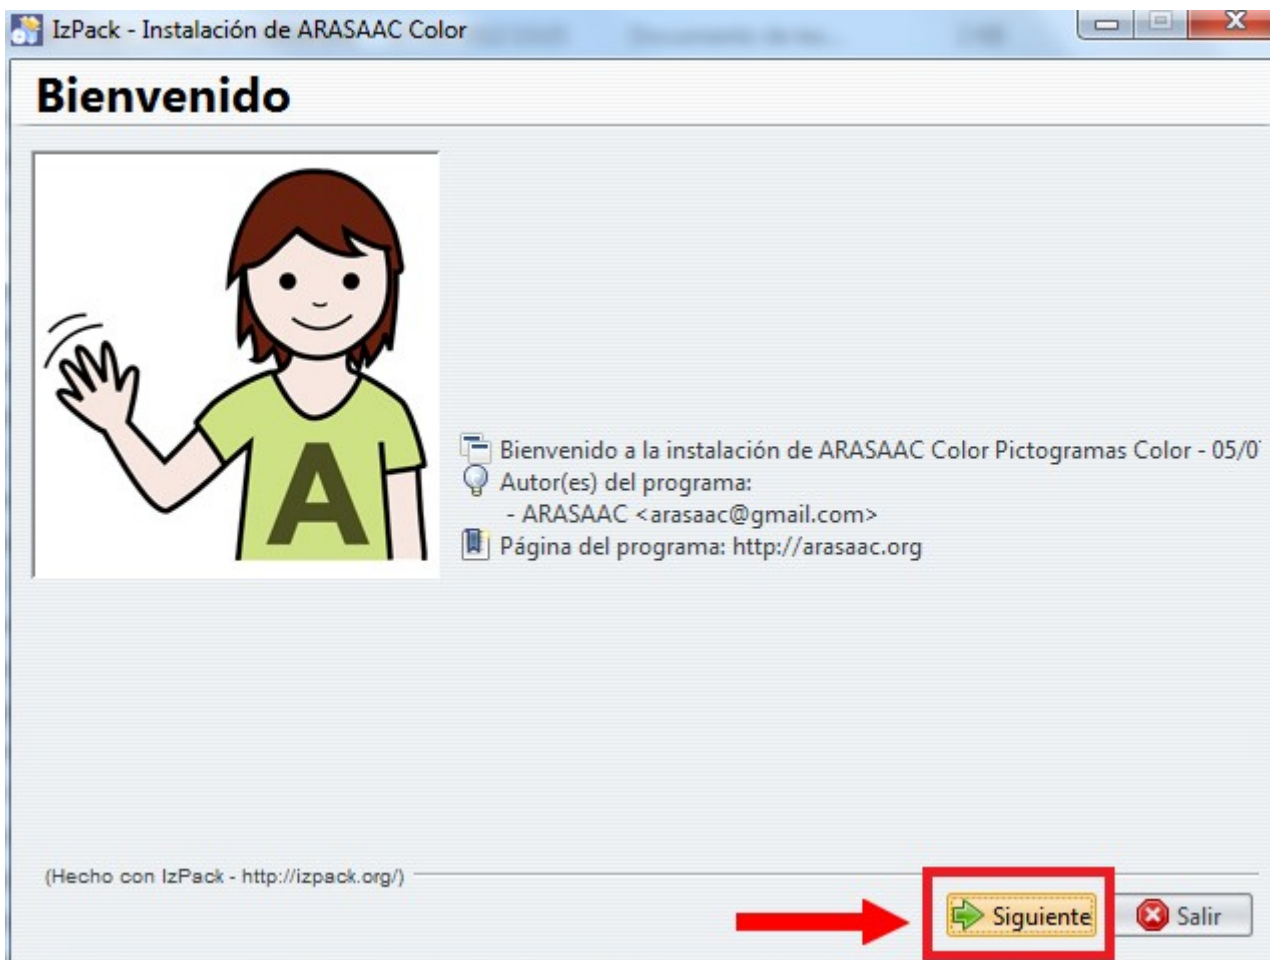 IzPack - Instalación de ARASAAC Color
Bienvenido
A
Bienvenido a la instalación de ARASAAC Color Pictogramas Color - 05/0
Autor(es) del programa:
- ARASAAC <arasaac@gmail.com>
Página del programa: http://arasaac.org
(Hecho con IzPack - http://izpack.org/)
Siguiente
Salir